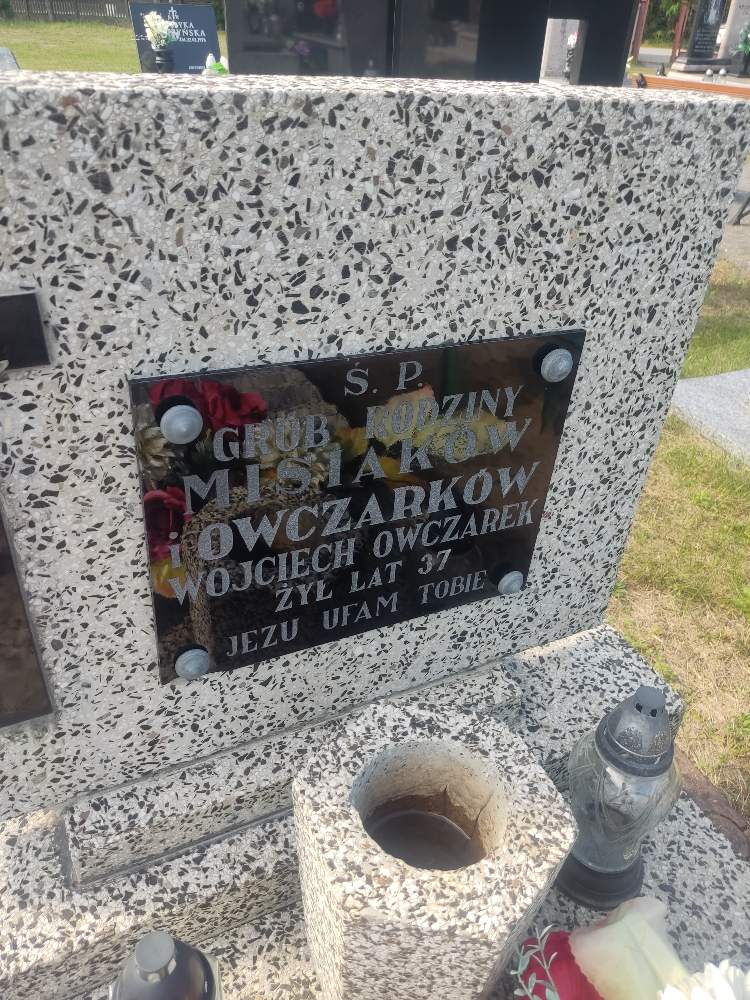 Ś. P.
GRÓB RODZINY
MISIAKÓW
i OWCZARKÓW
WOJCIECH OWCZAREK
ŻYŁ LAT 37
JEZU UFAM TOBIE